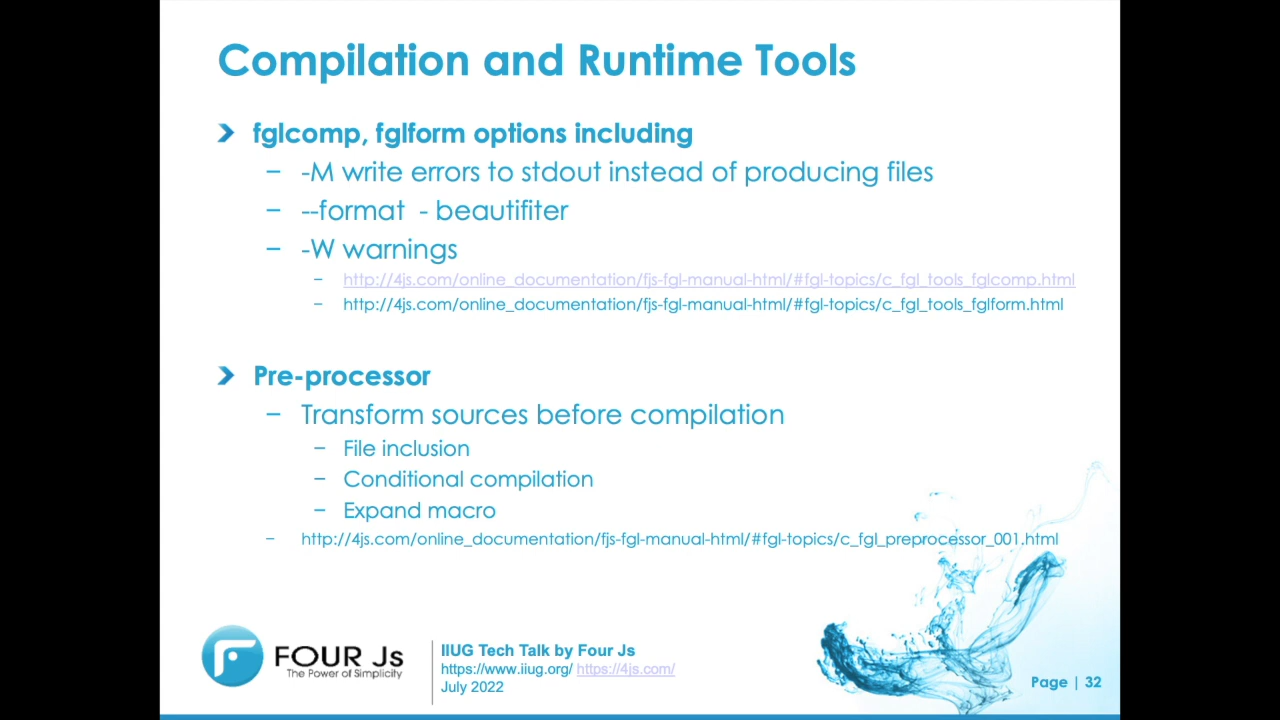 Compilation and Runtime Tools
fglcomp, fglform options including
− -M write errors to stdout instead of producing files
− --format - beautifiter
− -W warnings
− http://4js.com/online_documentation/fjs-fgl-manual-html/#fgl-topics/c_fgl_tools_fglcomp.html
− http://4js.com/online_documentation/fjs-fgl-manual-html/#fgl-topics/c_fgl_tools_fglform.html
Pre-processor
− Transform sources before compilation
− File inclusion
− Conditional compilation
− Expand macro
− http://4js.com/online_documentation/fjs-fgl-manual-html/#fgl-topics/c_fgl_preprocessor_001.html
FOUR Js
The Power of Simplicity
IIUG Tech Talk by Four Js
https://www.iiug.org/ https://4js.com/
July 2022
Page | 32